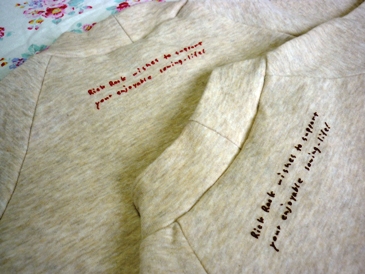 Rick Rack wishes to support
your enjoyable sewing-life!
Rick Rack wishes to support
your enjoyable sewing-life!